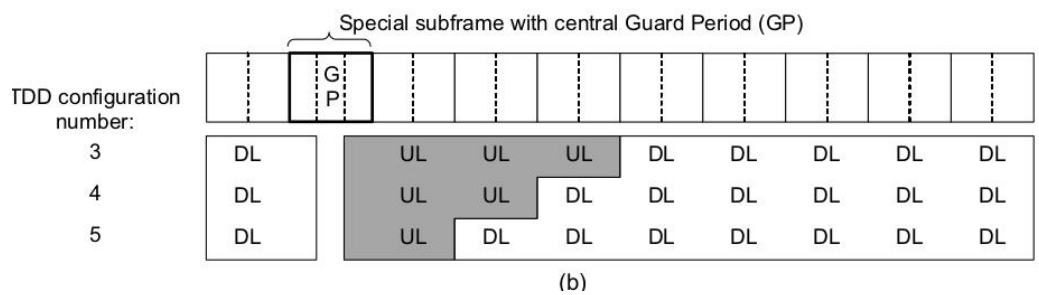 Special subframe with central Guard Period (GP)
G
P
TDD configuration
number:
3 DL UL UL UL DL DL DL DL DL
4 DL UL UL DL DL DL DL DL DL
5 DL UL DL DL DL DL DL DL DL
(b)